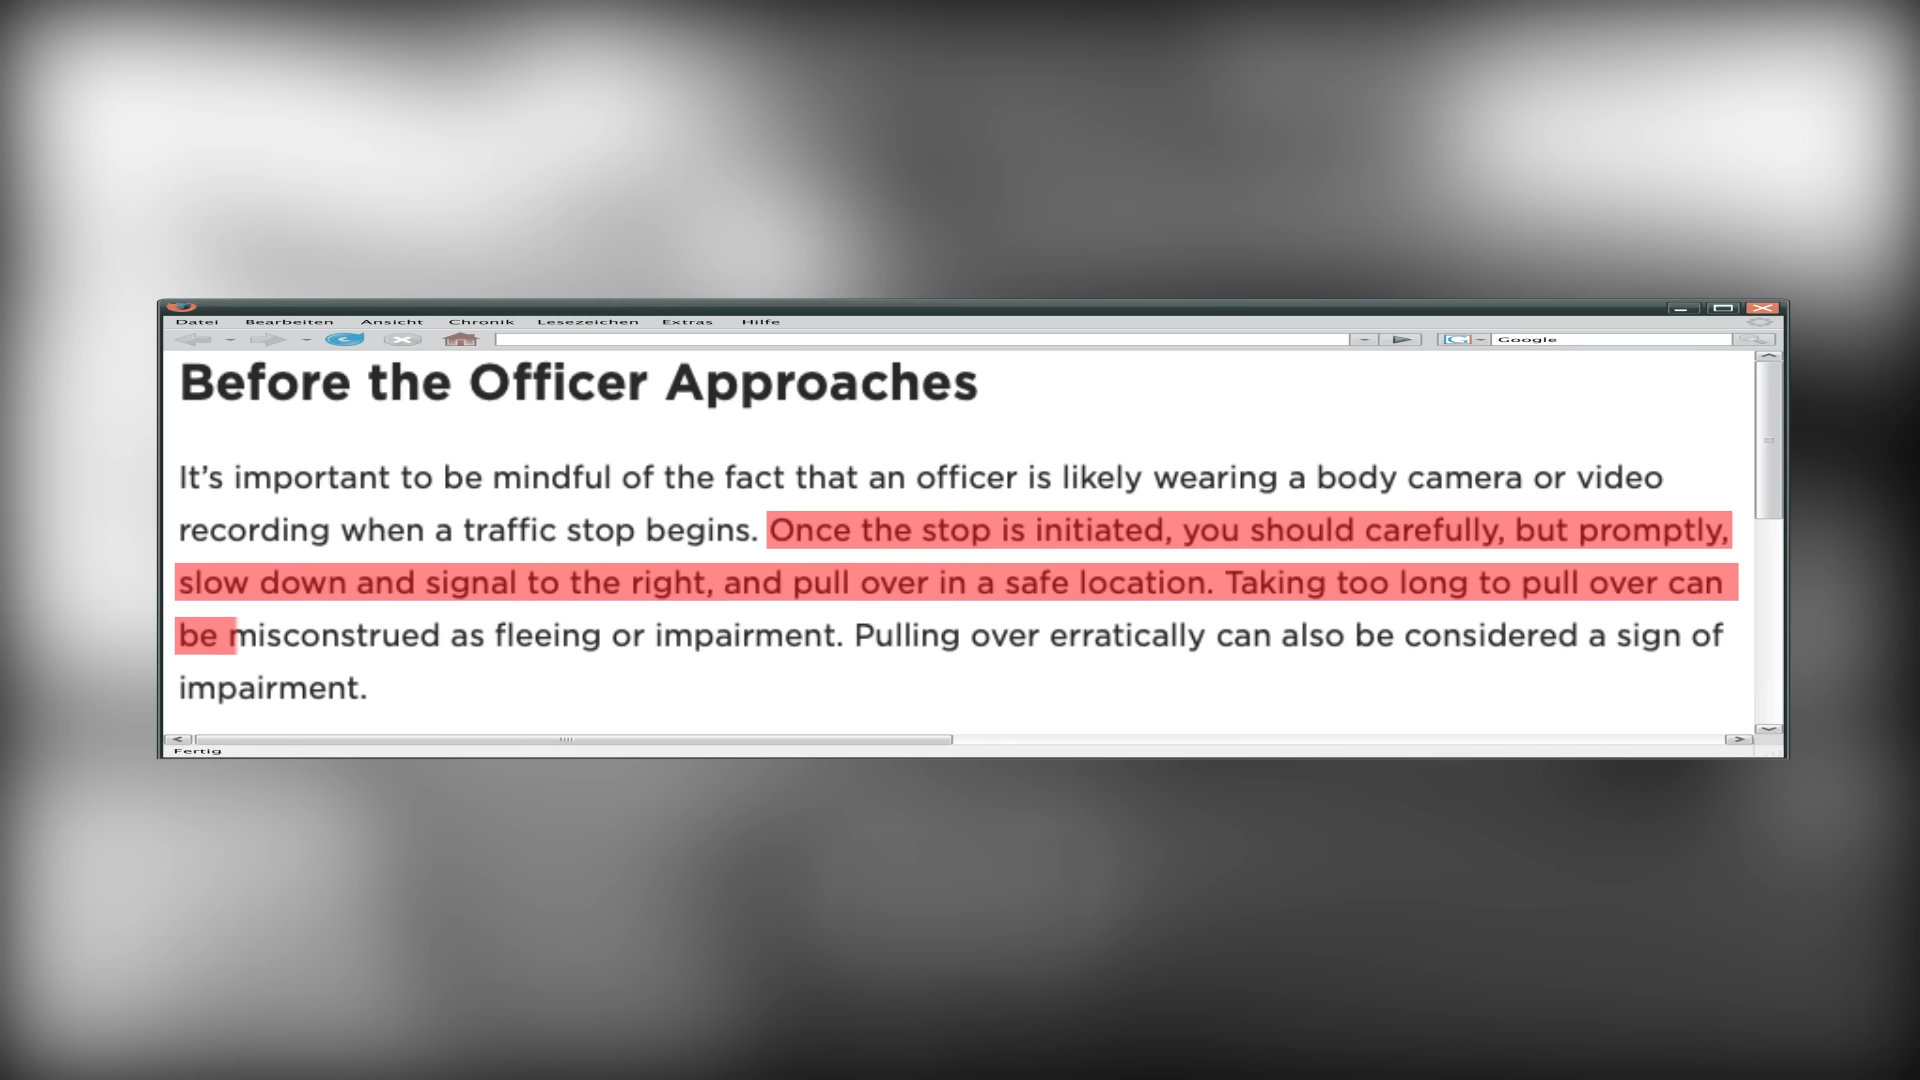 Datei Bearbeiten Ansicht Chronik Lesezeichen Extras Hilfe
Google
Before the Officer Approaches
It’s important to be mindful of the fact that an officer is likely wearing a body camera or video
recording when a traffic stop begins. Once the stop is initiated, you should carefully, but promptly,
slow down and signal to the right, and pull over in a safe location. Taking too long to pull over can
be misconstrued as fleeing or impairment. Pulling over erratically can also be considered a sign of
impairment.
Fertig